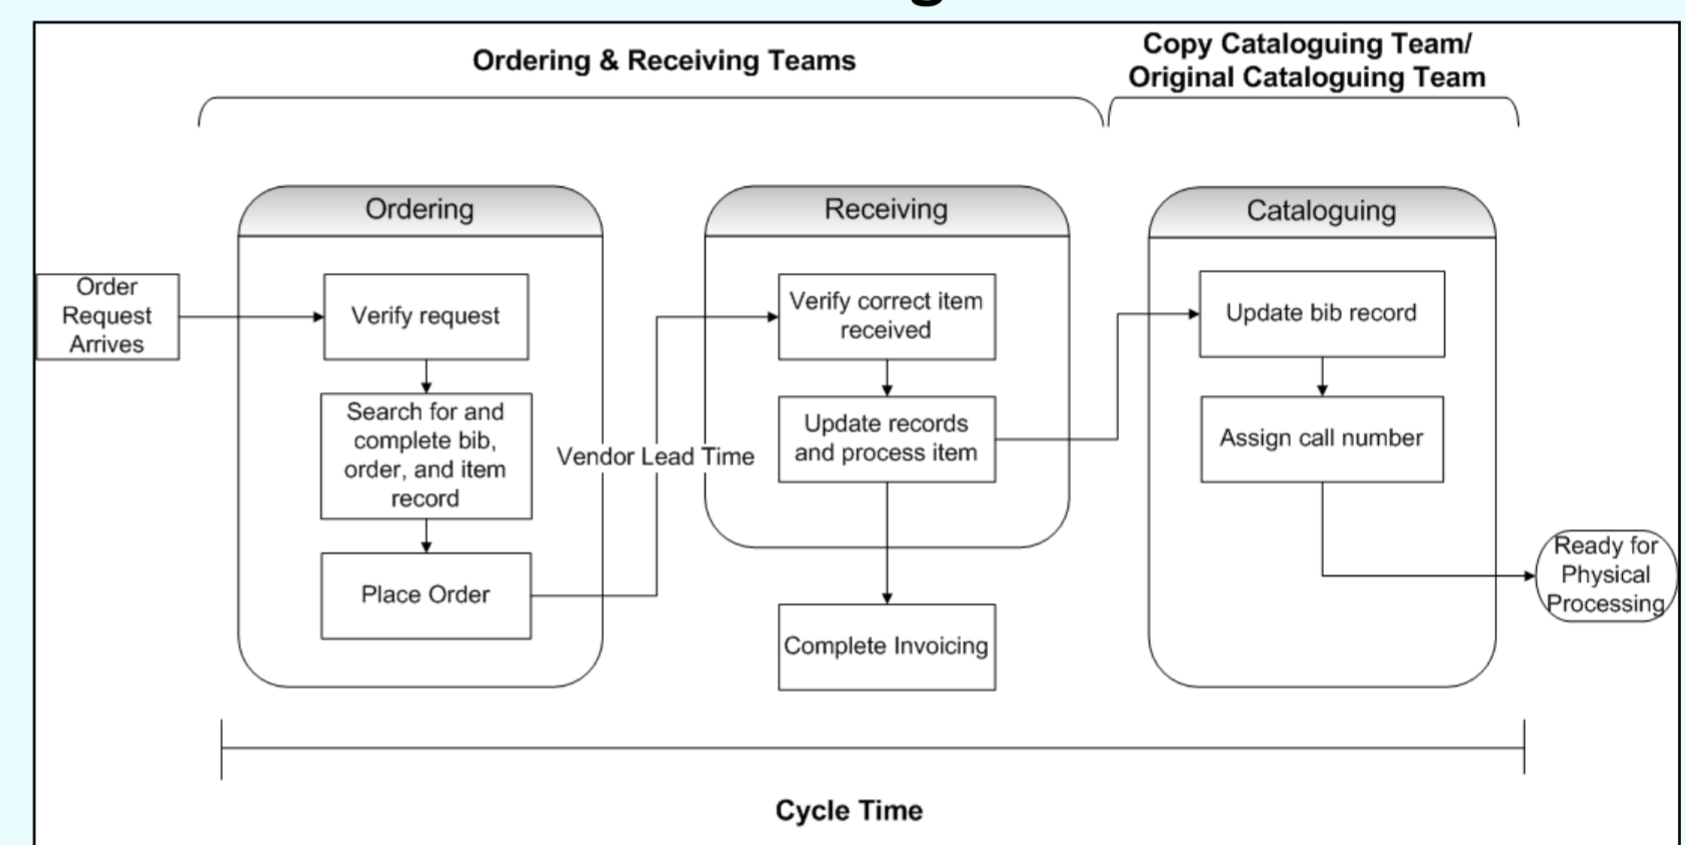 Ordering & Receiving Teams
Copy Cataloguing Team/
Original Cataloguing Team
Ordering
Receiving
Cataloguing
Order
Request
Arrives
Verify request
Search for and
complete bib,
order, and item
record
Place Order
Vendor Lead Time
Verify correct item
received
Update records
and process item
Complete Invoicing
Update bib record
Assign call number
Ready for
Physical
Processing
Cycle Time